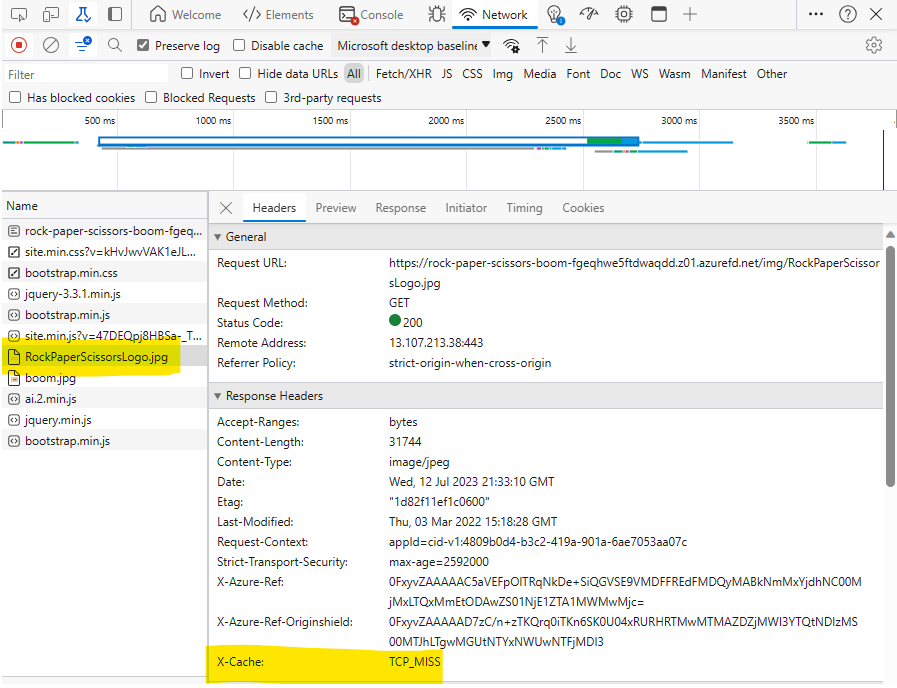 Welcome Elements Console Network
Preserve log Disable cache Microsoft desktop baseline
Filter Invert Hide data URLs All Fetch/XHR JS CSS Img Media Font Doc WS Wasm Manifest Other
Has blocked cookies Blocked Requests 3rd-party requests
500 ms 1000 ms 1500 ms 2000 ms 2500 ms 3000 ms 3500 ms
Name
rock-paper-scissors-boom-fgeq...
site.min.css?v=kHvJwvVAK1eJL...
bootstrap.min.css
jquery-3.3.1.min.js
bootstrap.min.js
site.min.js?v=47DEQpj8HBSa-_T...
RockPaperScissorsLogo.jpg
boom.jpg
ai.2.min.js
jquery.min.js
bootstrap.min.js
Headers Preview Response Initiator Timing Cookies
General
Request URL: https://rock-paper-scissors-boom-fgeqhwe5ftdwaqdd.z01.azurefd.net/img/RockPaperScissor
sLogo.jpg
Request Method: GET
Status Code: 200
Remote Address: 13.107.213.38:443
Referrer Policy: strict-origin-when-cross-origin
Response Headers
Accept-Ranges: bytes
Content-Length: 31744
Content-Type: image/jpeg
Date: Wed, 12 Jul 2023 21:33:10 GMT
Etag: "1d82f11ef1c0600"
Last-Modified: Thu, 03 Mar 2022 15:18:28 GMT
Request-Context: appId=cid-v1:4809b0d4-b3c2-419a-901a-6ae7053aa07c
Strict-Transport-Security: max-age=2592000
X-Azure-Ref: 0FxyvZAAAAAC5aVEFpOITRqNkDe+SiQGVSE9VMDFFREdFMDQyMABkNmMxYjdhNC00M
jMxLTQxMmEtODAwZS01NjE1ZTA1MWMwMjc=
X-Azure-Ref-Originshield: 0FxyvZAAAAAD7zC/n+zTKQrq0iTKn6SK0U04xRURHRTMwMTMAZDZjMWI3YTQtNDIzMS
00MTJhLTgwMGUtNTYxNWUwNTFjMDI3
X-Cache: TCP_MISS